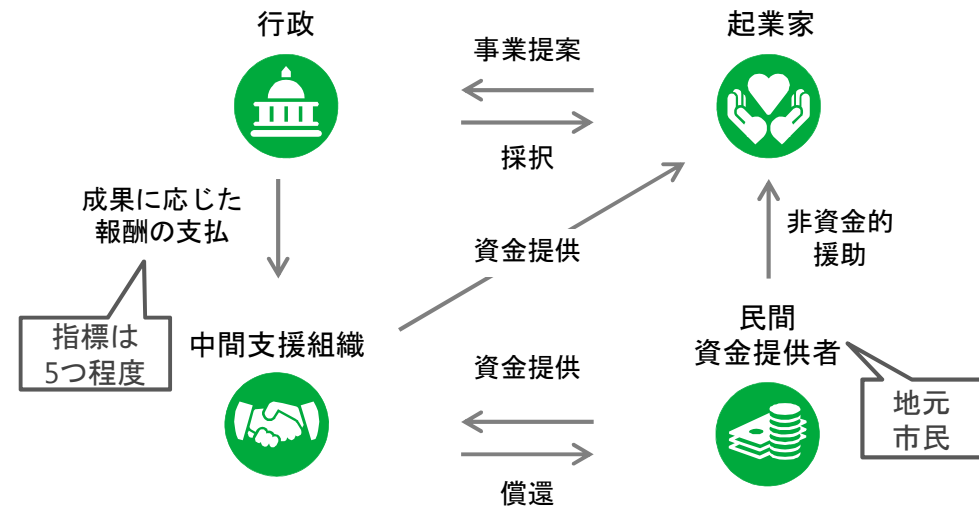 行政
起業家
事業提案
採択
成果に応じた
報酬の支払
資金提供
非資金的
援助
指標は
5つ程度
中間支援組織
資金提供
民間
資金提供者
地元
市民
償還